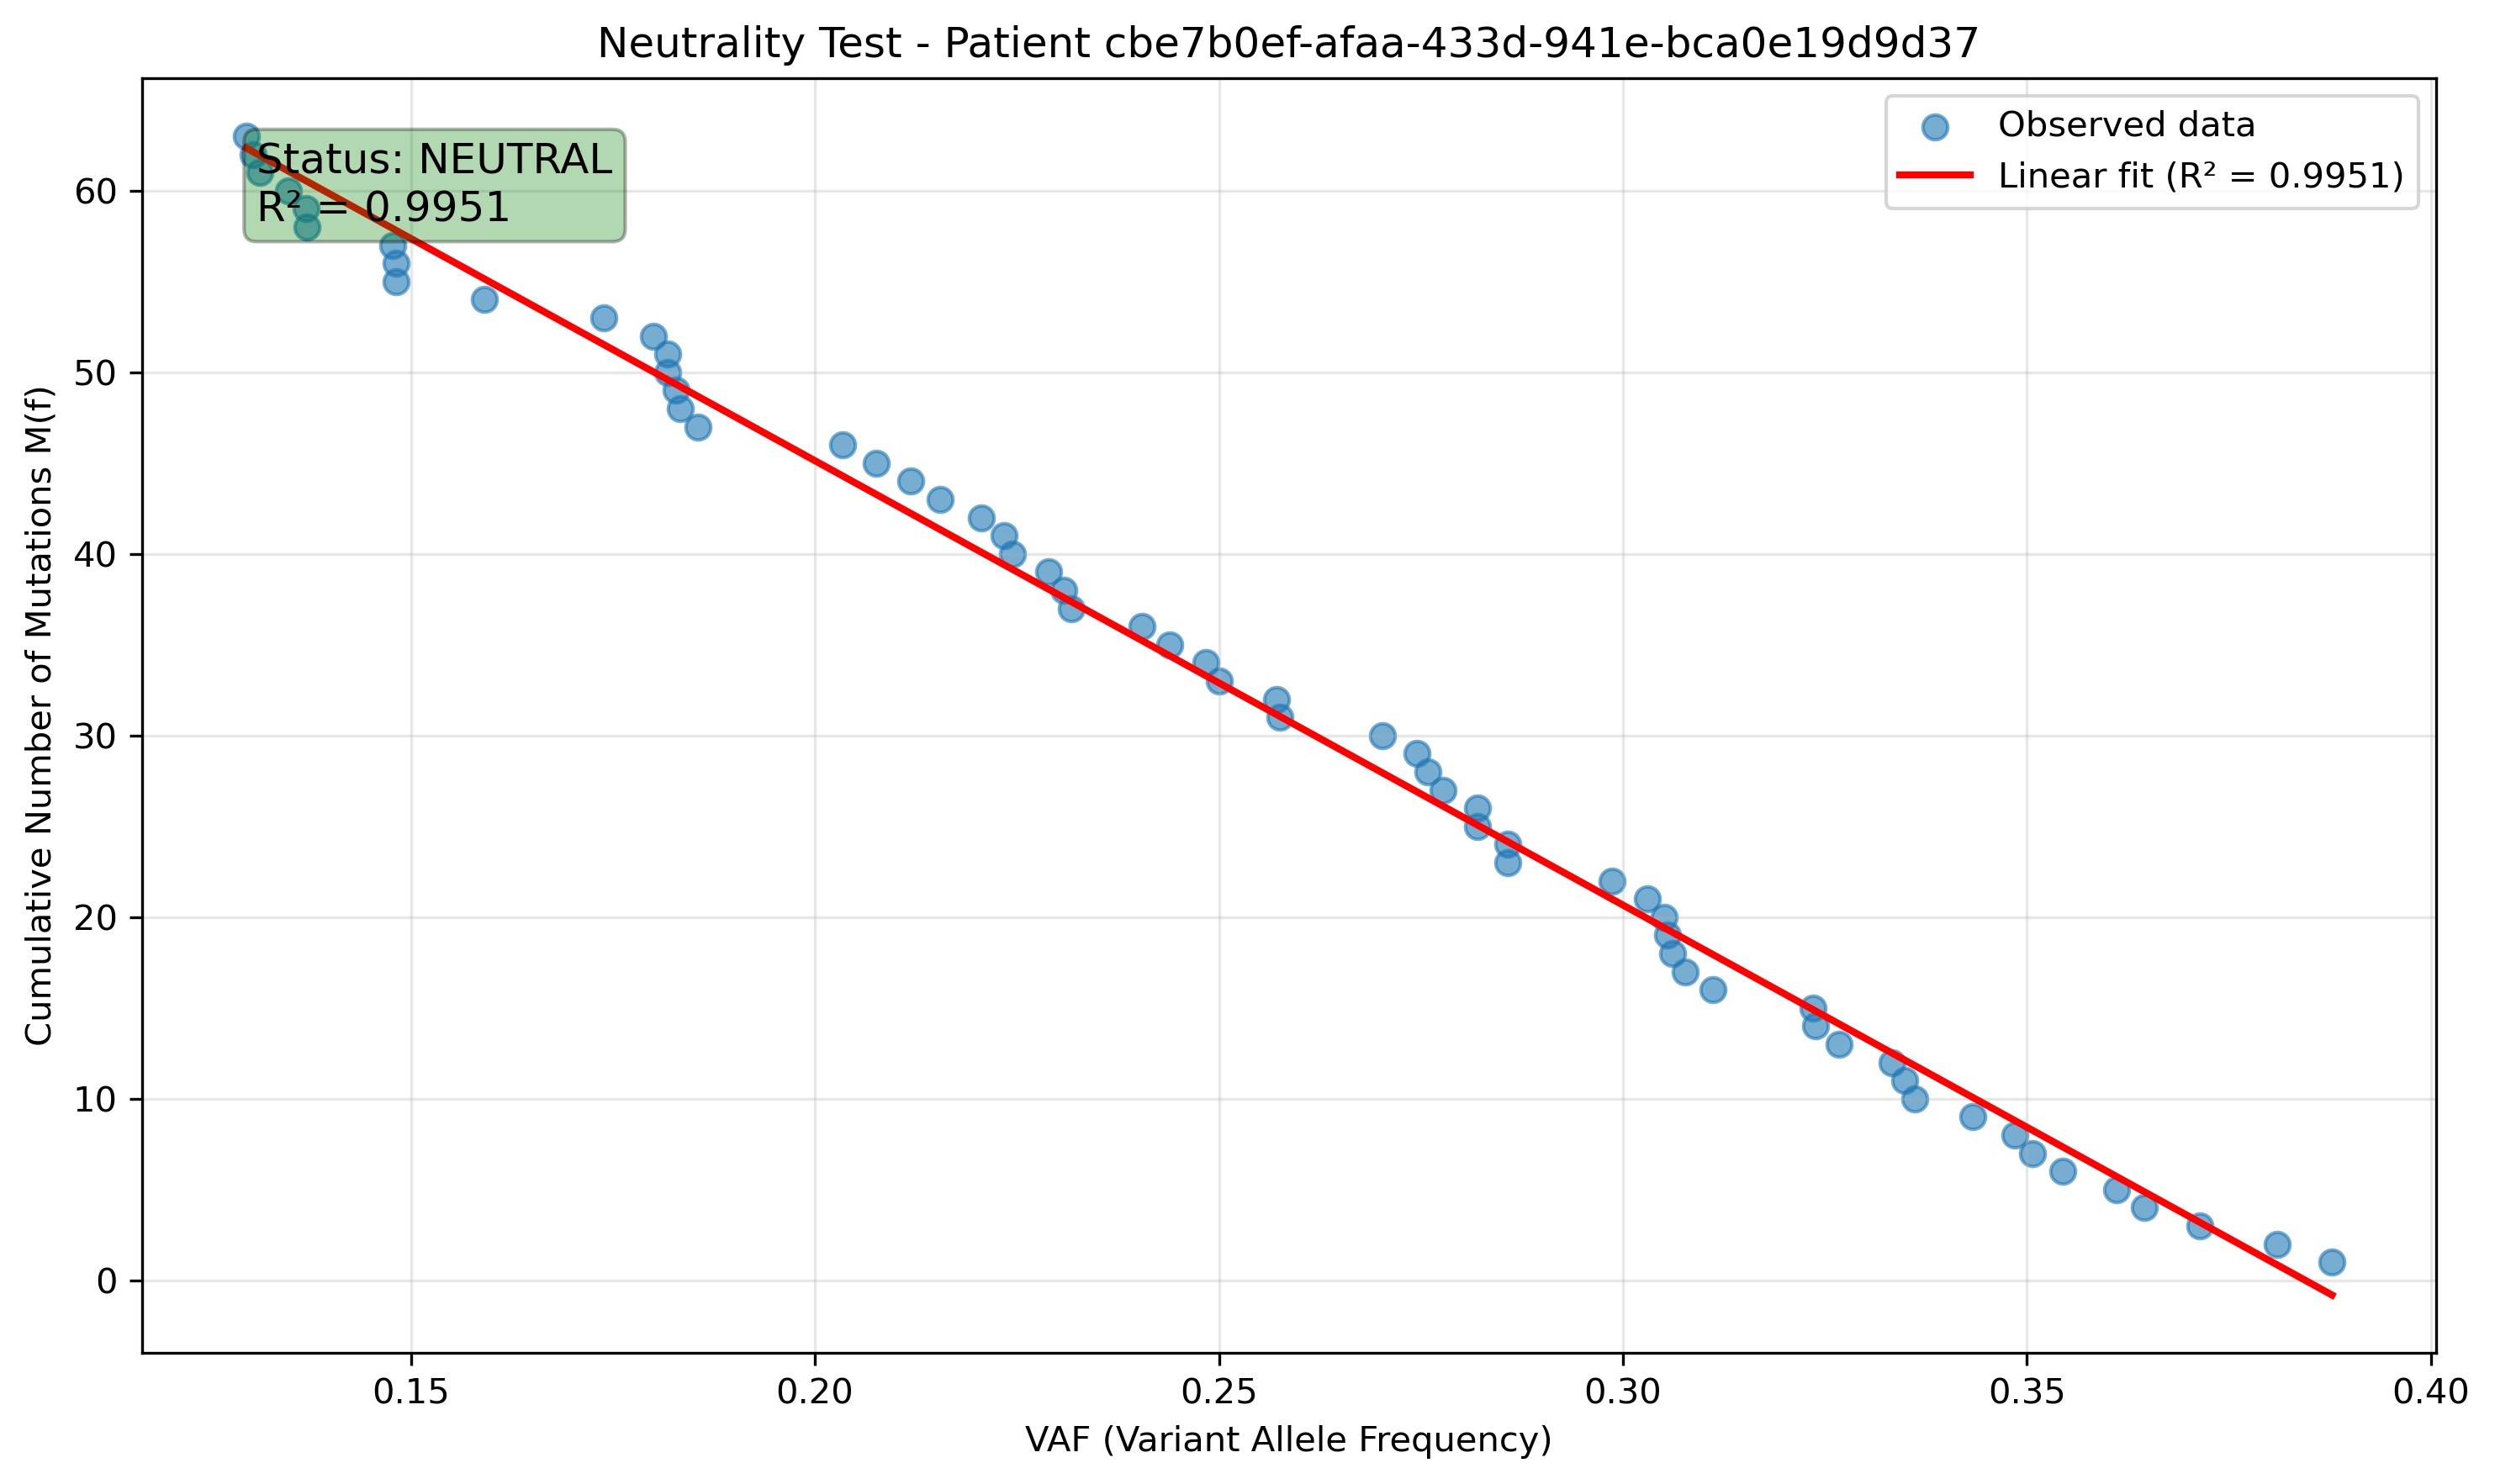 Neutrality Test - Patient cbe7b0ef-afaa-433d-941e-bca0e19d9d37
Observed data
Linear fit (R² = 0.9951)
Status: NEUTRAL
R² = 0.9951
Cumulative Number of Mutations M(f)
60
50
40
30
20
10
0
0.15 0.20 0.25 0.30 0.35 0.40
VAF (Variant Allele Frequency)